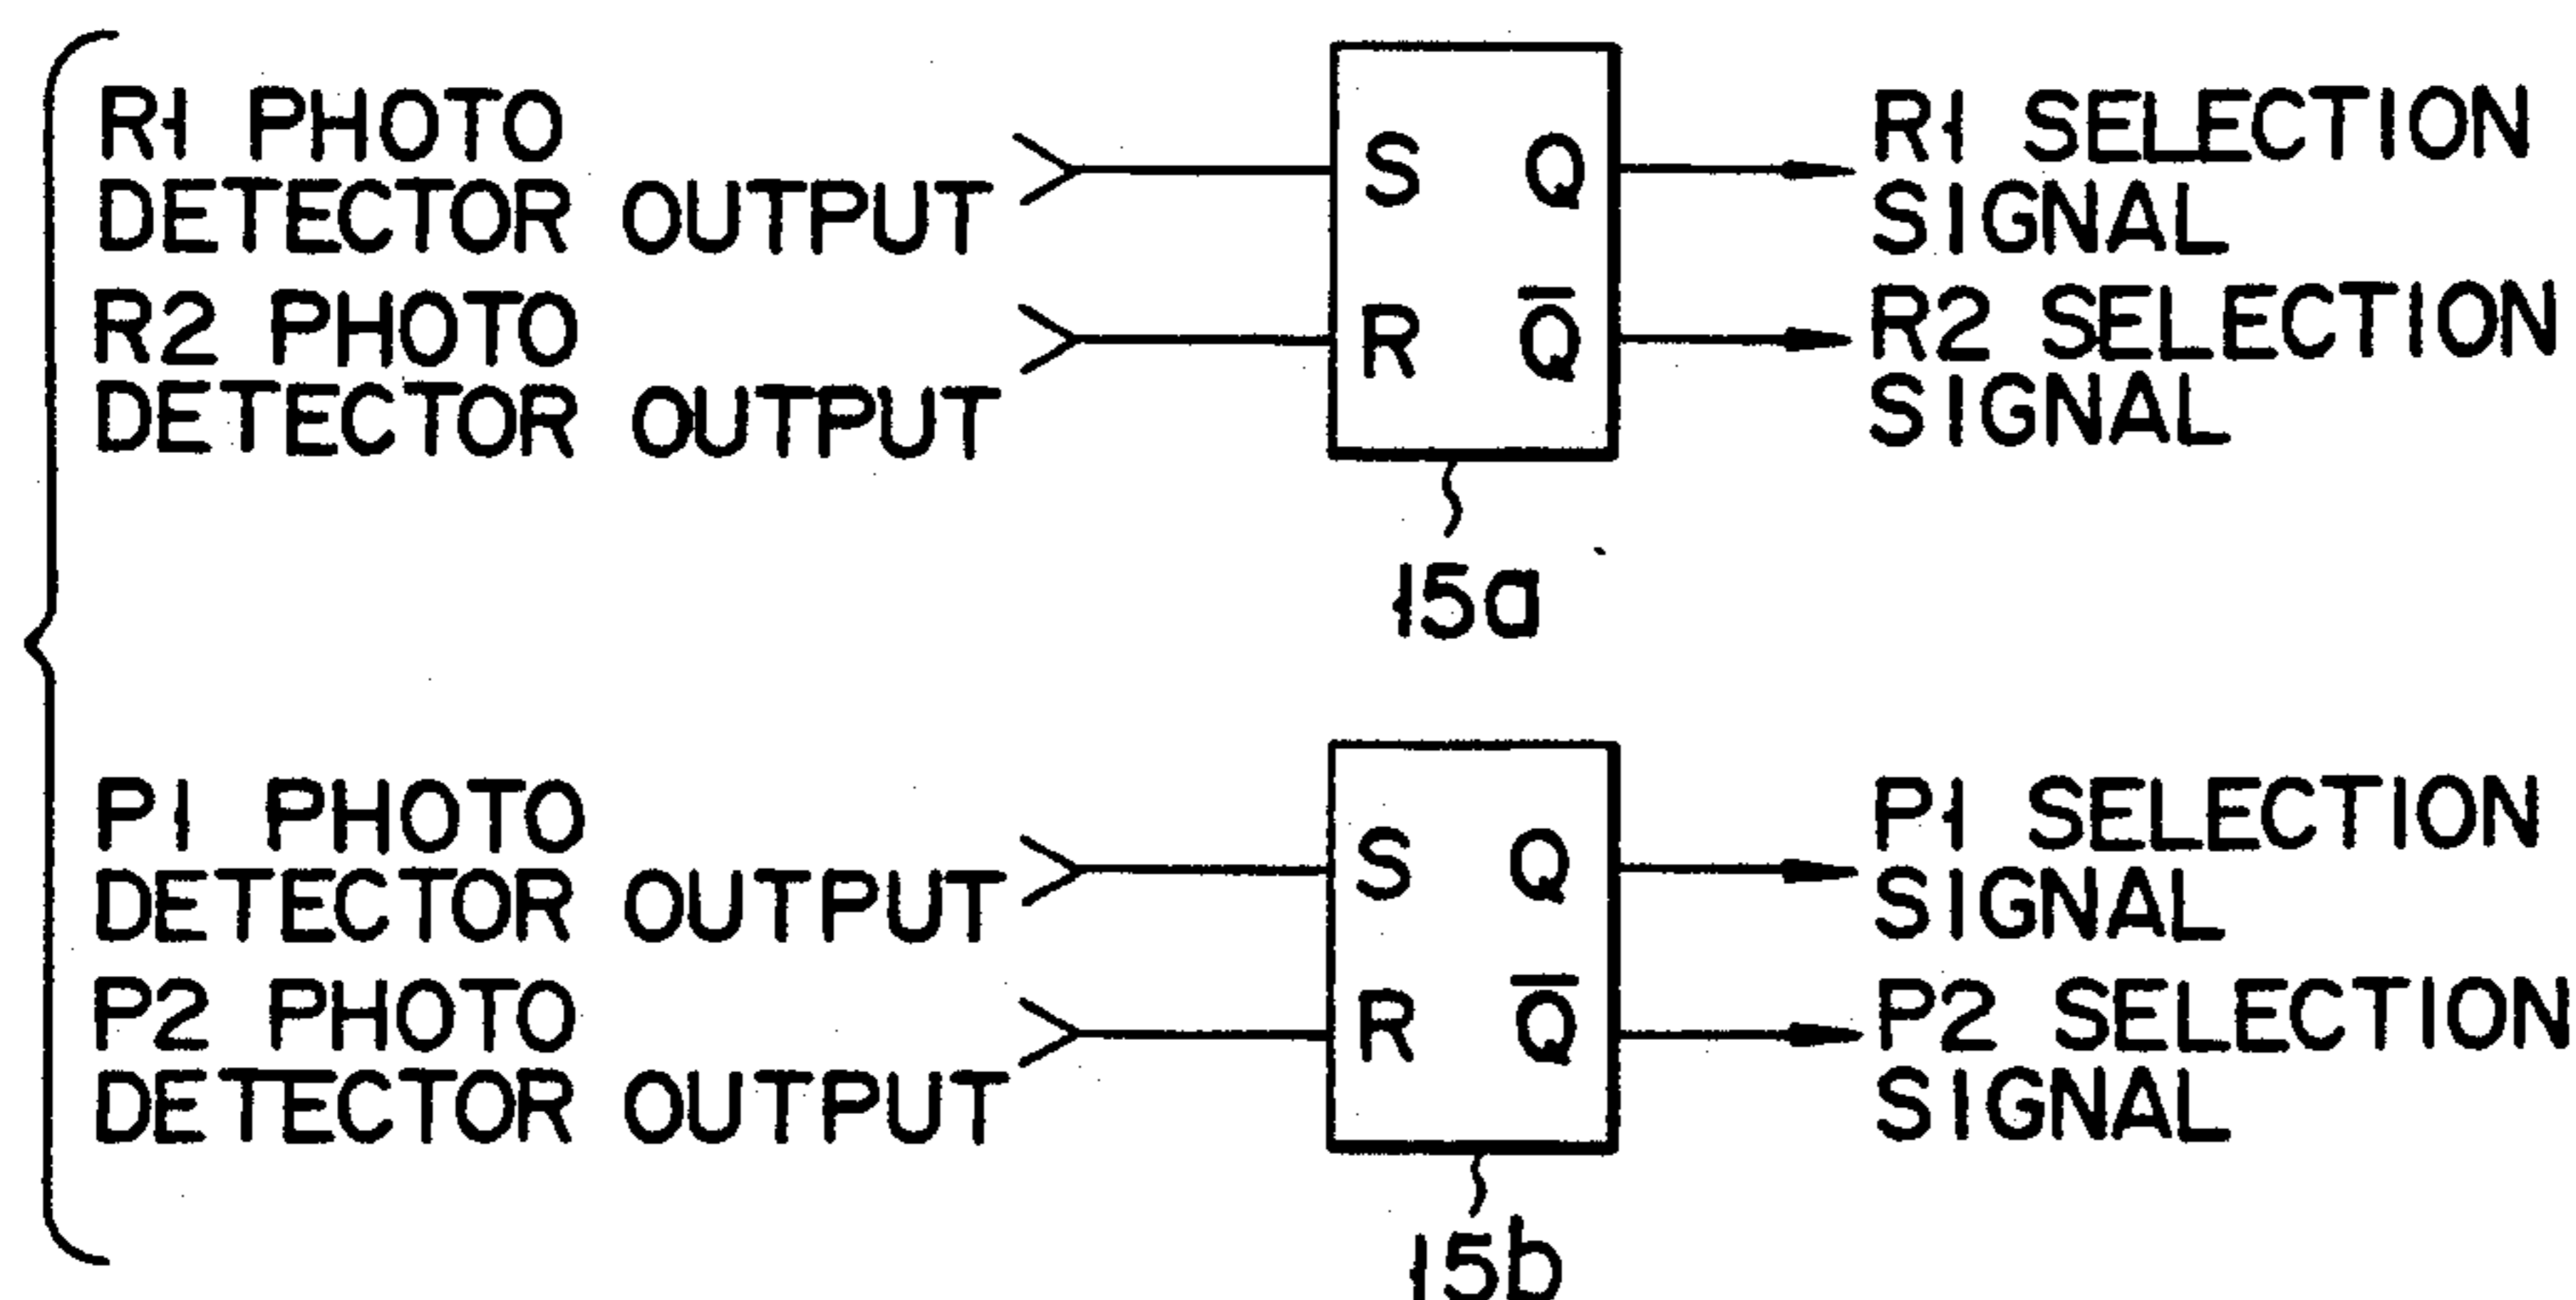 R1 PHOTO
DETECTOR OUTPUT
R2 PHOTO
DETECTOR OUTPUT
S Q
R Q̅
R1 SELECTION
SIGNAL
R2 SELECTION
SIGNAL
15a
P1 PHOTO
DETECTOR OUTPUT
P2 PHOTO
DETECTOR OUTPUT
S Q
R Q̅
P1 SELECTION
SIGNAL
P2 SELECTION
SIGNAL
15b